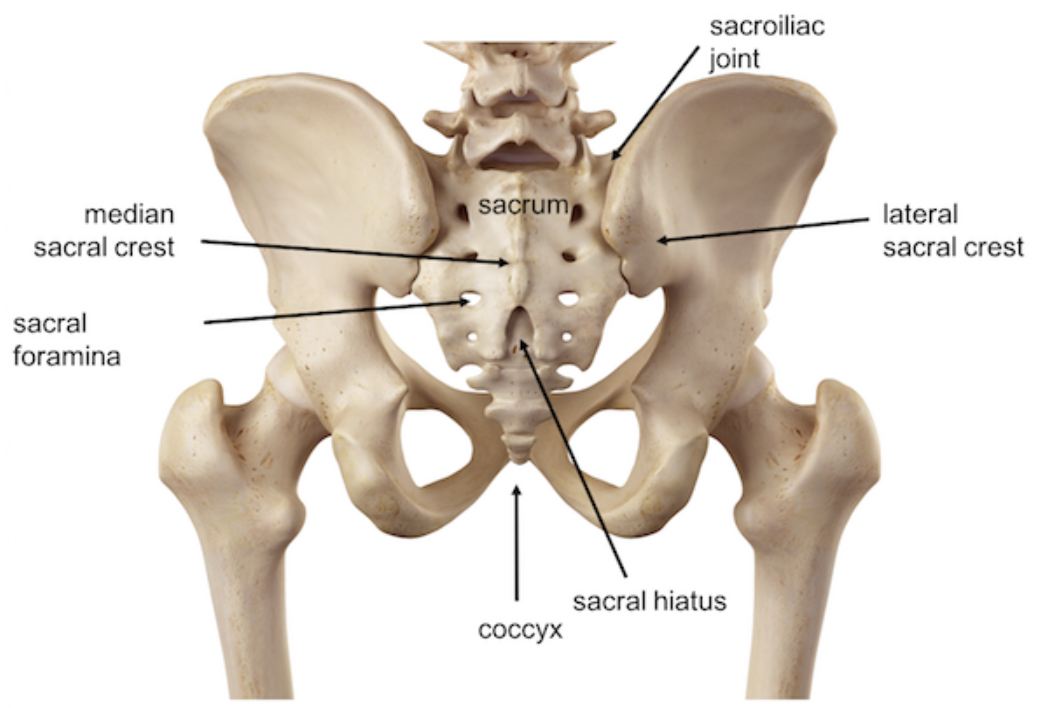 sacroiliac
joint
sacrum
median
sacral crest
lateral
sacral crest
sacral
foramina
sacral hiatus
coccyx